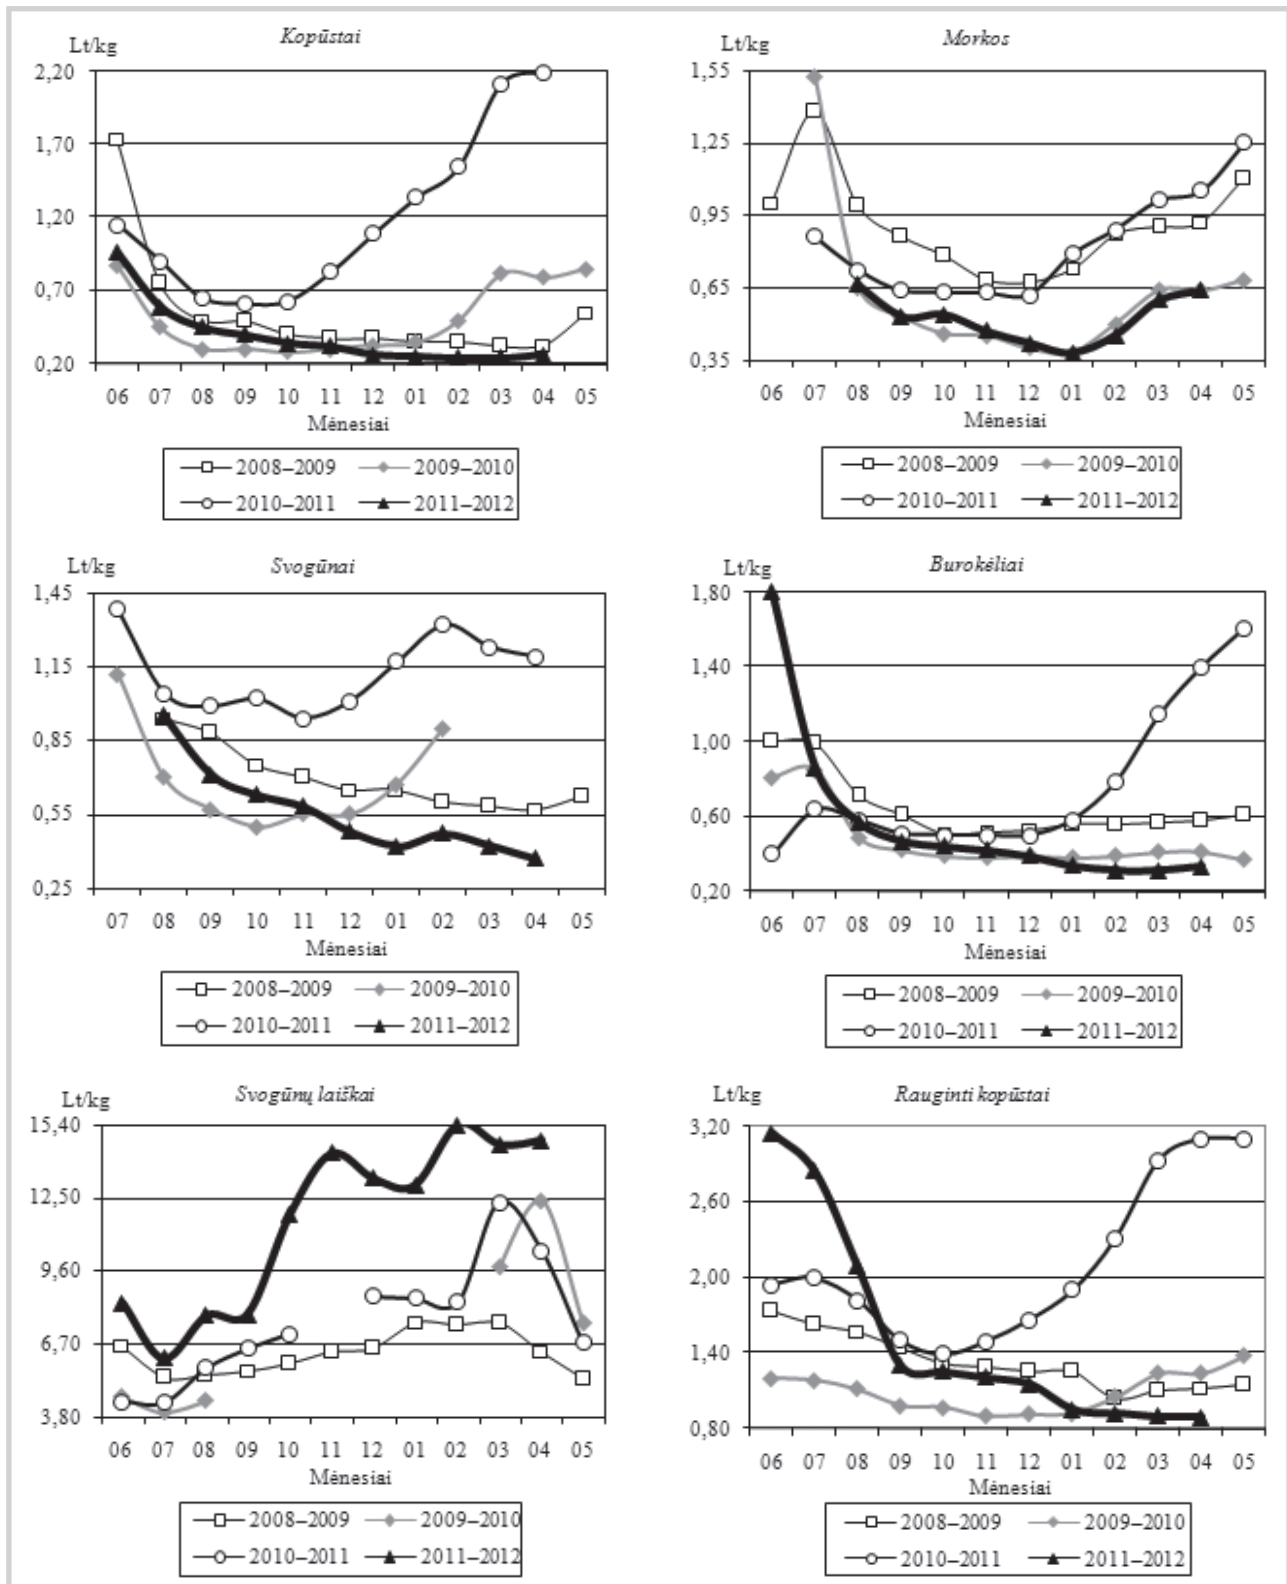 Kopūstai
Lt/kg
2,20
1,70
1,20
0,70
0,20
06 07 08 09 10 11 12 01 02 03 04 05
Mėnesiai
2008–2009 2009–2010
2010–2011 2011–2012
Morkos
Lt/kg
1,55
1,25
0,95
0,65
0,35
06 07 08 09 10 11 12 01 02 03 04 05
Mėnesiai
2008–2009 2009–2010
2010–2011 2011–2012
Svogūnai
Lt/kg
1,45
1,15
0,85
0,55
0,25
07 08 09 10 11 12 01 02 03 04 05
Mėnesiai
2008–2009 2009–2010
2010–2011 2011–2012
Burokėliai
Lt/kg
1,80
1,40
1,00
0,60
0,20
06 07 08 09 10 11 12 01 02 03 04 05
Mėnesiai
2008–2009 2009–2010
2010–2011 2011–2012
Svogūnų laiškai
Lt/kg
15,40
12,50
9,60
6,70
3,80
06 07 08 09 10 11 12 01 02 03 04 05
Mėnesiai
2008–2009 2009–2010
2010–2011 2011–2012
Rauginti kopūstai
Lt/kg
3,20
2,60
2,00
1,40
0,80
06 07 08 09 10 11 12 01 02 03 04 05
Mėnesiai
2008–2009 2009–2010
2010–2011 2011–2012